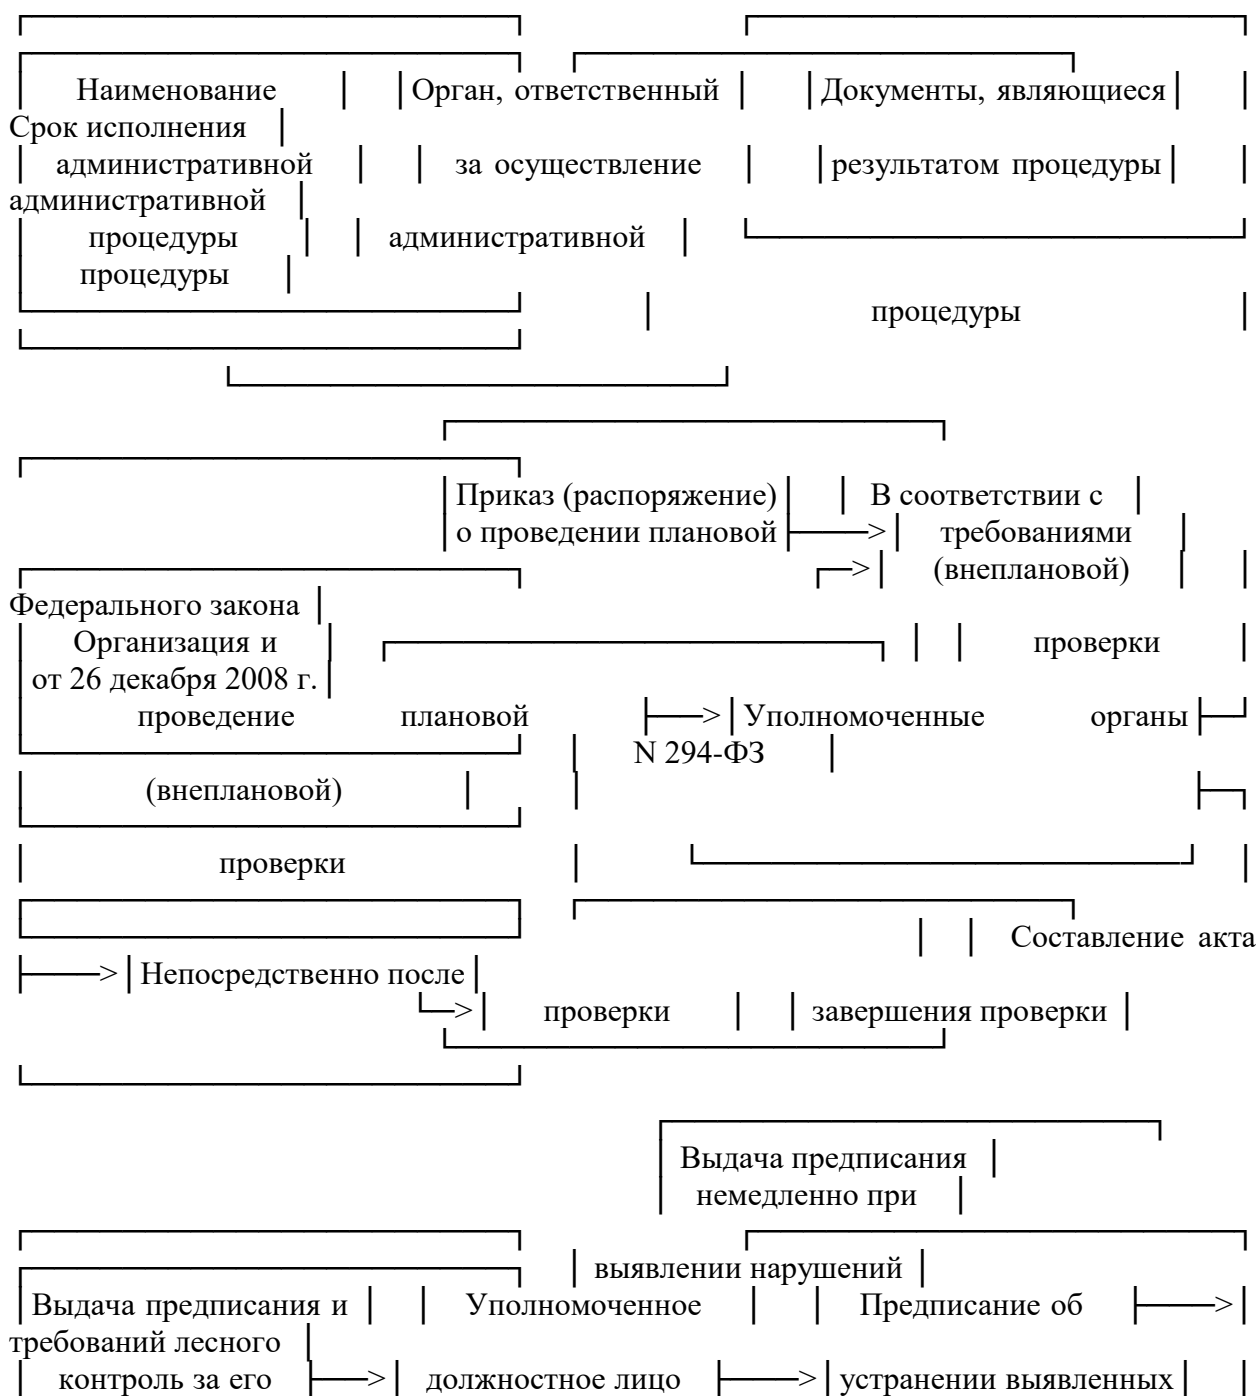 Наименование Орган, ответственный Документы, являющиеся
Срок исполнения
административной за осуществление результатом процедуры
административной
процедуры административной
процедуры
процедуры
Приказ (распоряжение) В соответствии с
о проведении плановой требованиями
(внеплановой)
Федерального закона
Организация и проверки
от 26 декабря 2008 г.
проведение плановой Уполномоченные органы
N 294-ФЗ
(внеплановой)
проверки
Составление акта
Непосредственно после
проверки завершения проверки
Выдача предписания
немедленно при
выявлении нарушений
Выдача предписания и Уполномоченное Предписание об
требований лесного
контроль за его должностное лицо устранении выявленных